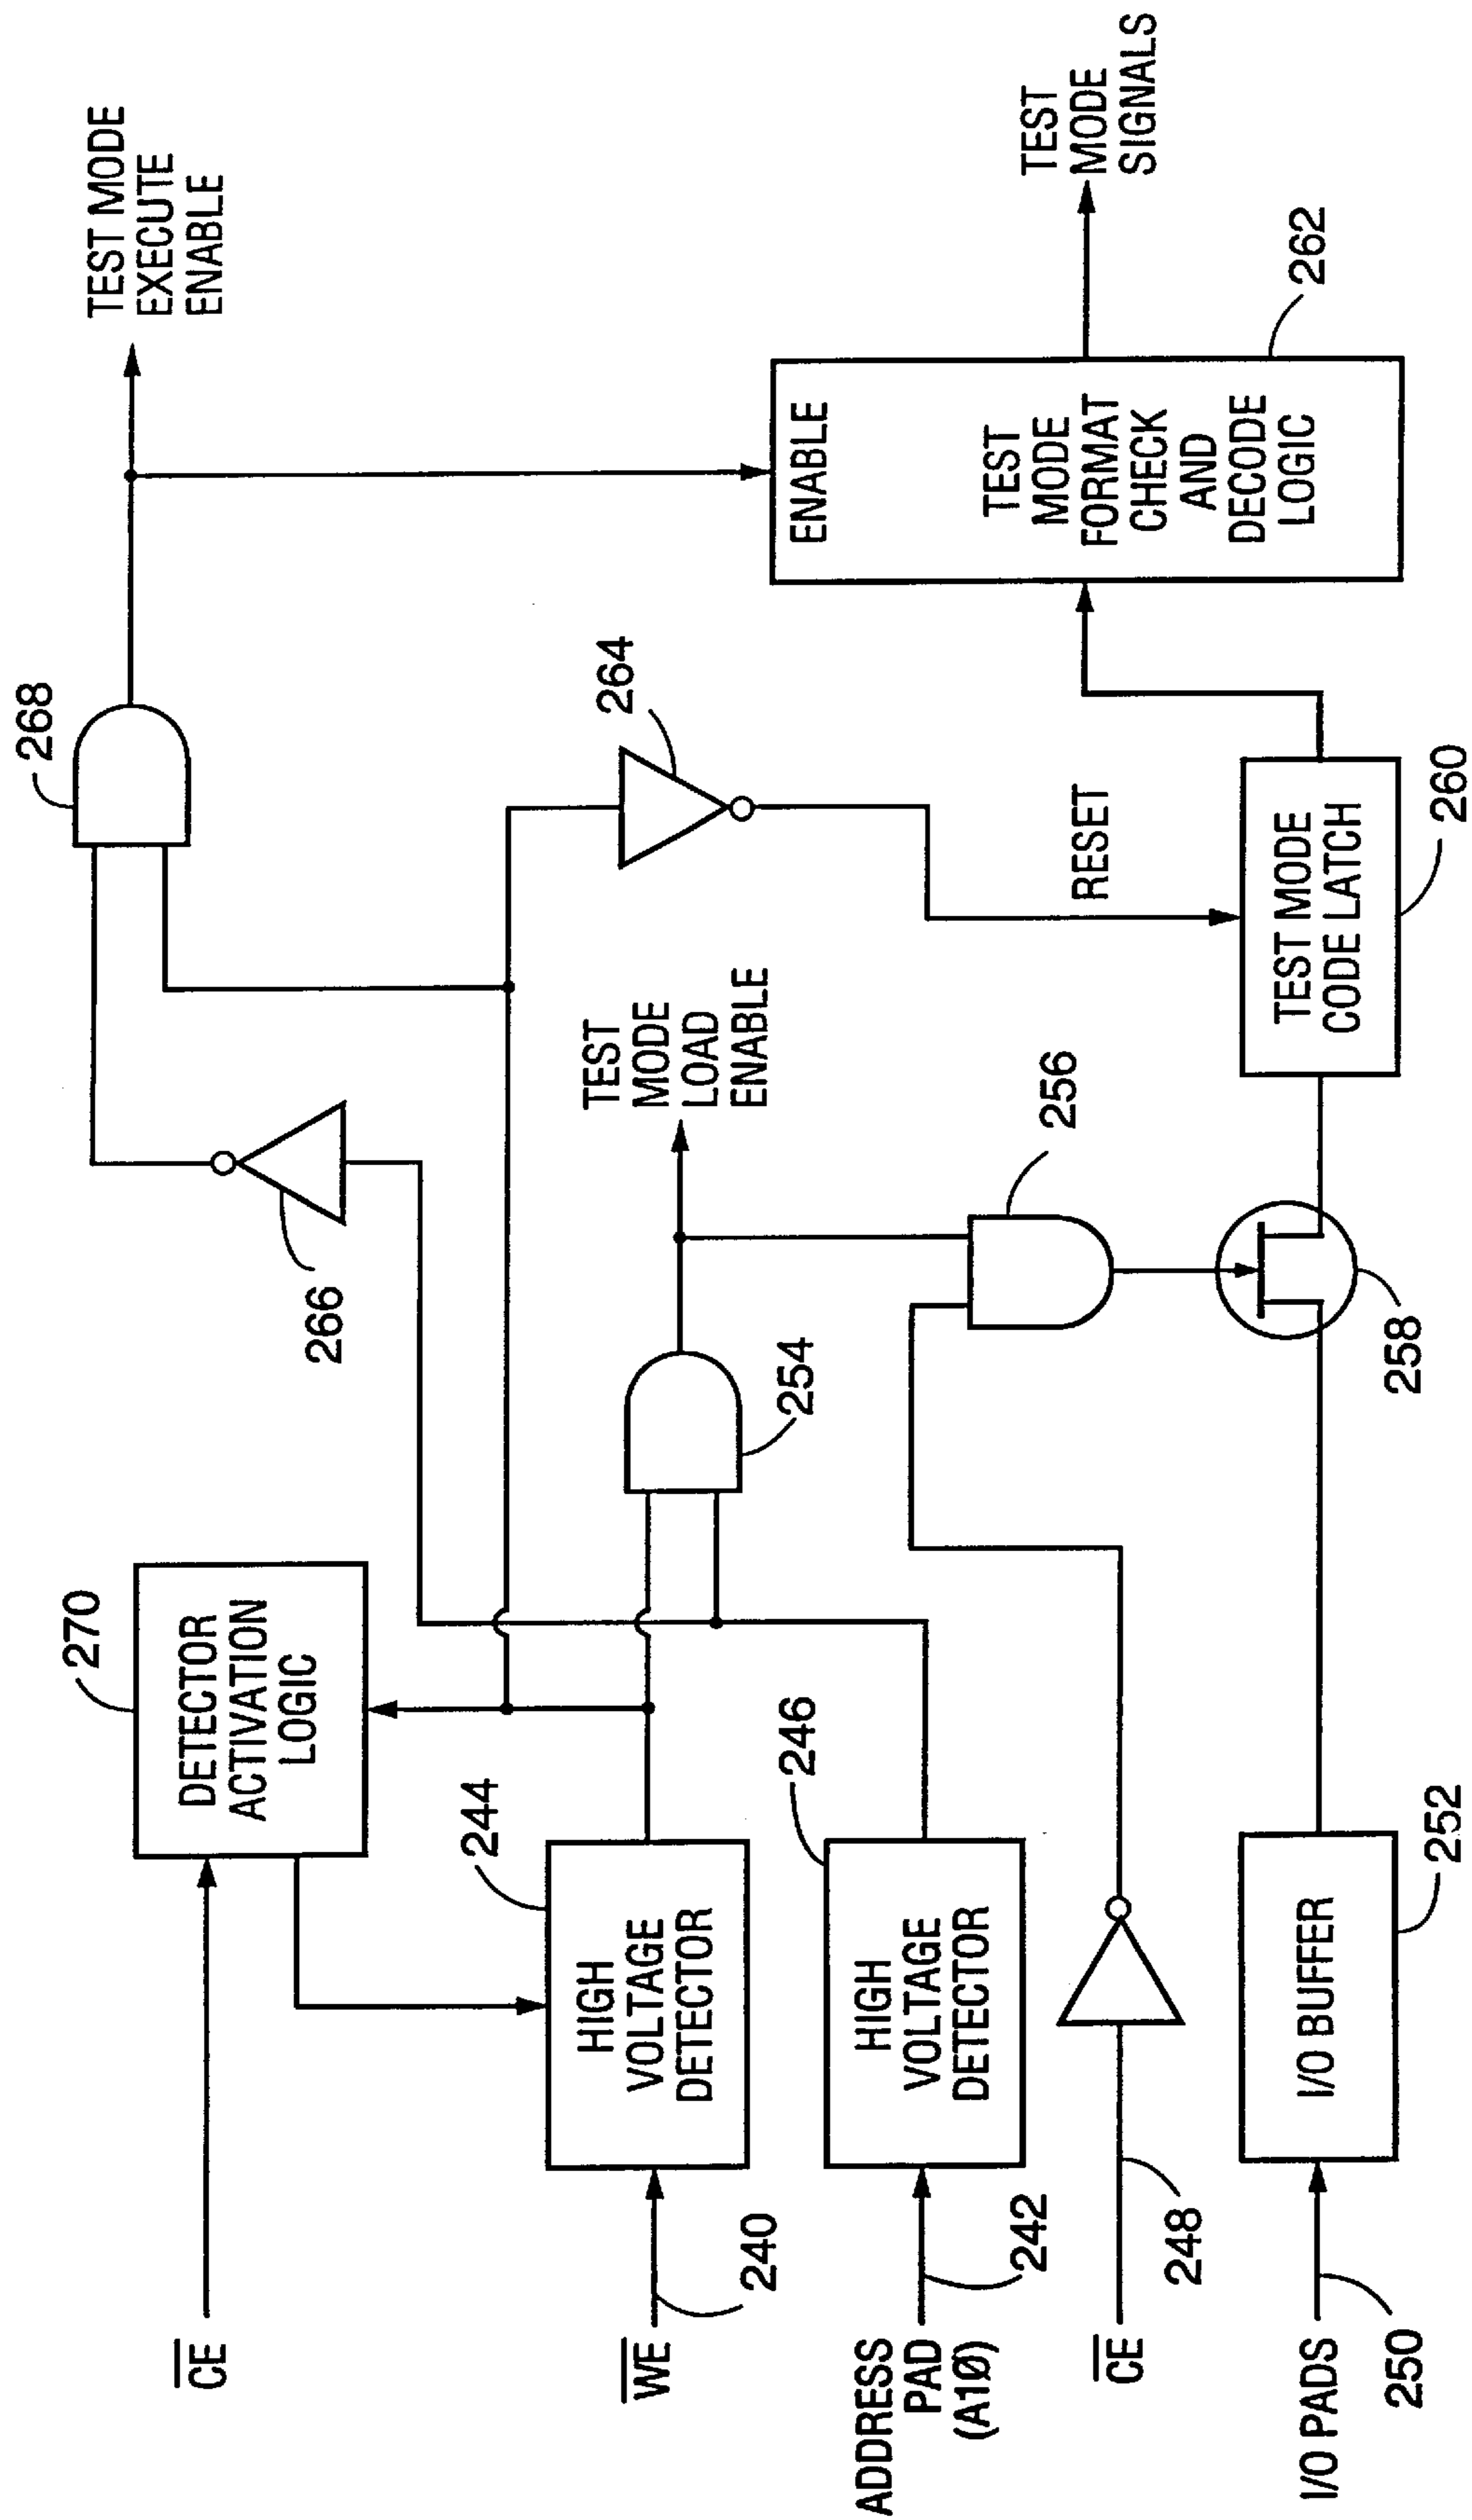 268
TEST MODE
EXECUTE
ENABLE
270
DETECTOR
ACTIVATION
LOGIC
266
264
CE
244
HIGH
VOLTAGE
DETECTOR
WE
240
254
TEST
MODE
LOAD
ENABLE
246
HIGH
VOLTAGE
DETECTOR
ADDRESS
PAD
(A10)
242
256
RESET
ENABLE
TEST
MODE
FORMAT
CHECK
AND
DECODE
LOGIC
262
TEST
MODE
SIGNALS
CE
248
I/O PADS
250
I/O BUFFER
252
258
TEST MODE
CODE LATCH
260